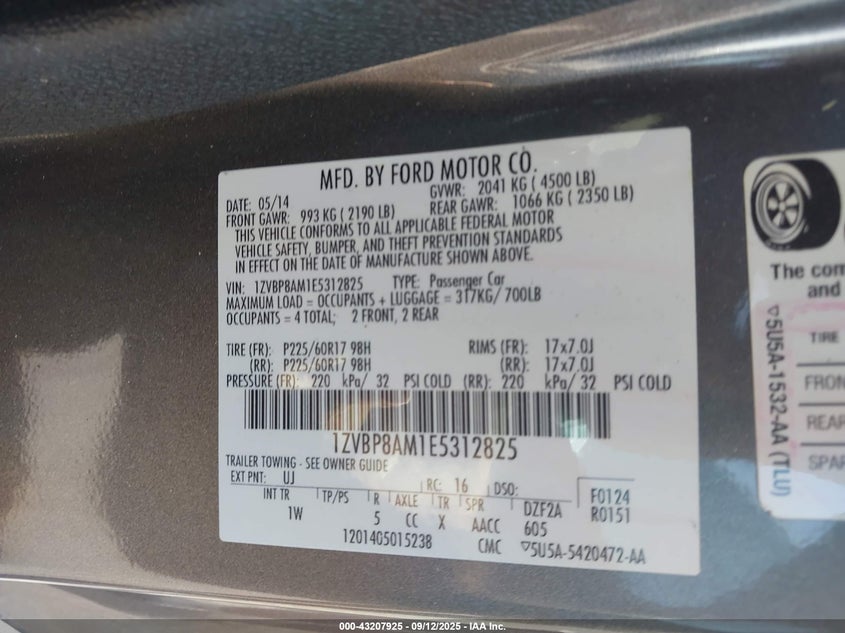 MFD. BY FORD MOTOR CO.
DATE: 05/14 GVWR: 2041 KG ( 4500 LB)
FRONT GAWR: 993 KG ( 2190 LB) REAR GAWR: 1066 KG ( 2350 LB)
THIS VEHICLE CONFORMS TO ALL APPLICABLE FEDERAL MOTOR
VEHICLE SAFETY, BUMPER, AND THEFT PREVENTION STANDARDS
IN EFFECT ON THE DATE OF MANUFACTURE SHOWN ABOVE.
VIN: 1ZVBP8AM1E5312825 TYPE: Passenger Car
MAXIMUM LOAD = OCCUPANTS + LUGGAGE = 317KG/ 700LB
OCCUPANTS = 4 TOTAL; 2 FRONT, 2 REAR
TIRE (FR): P225/60R17 98H RIMS (FR): 17x7.0J
(RR): P225/60R17 98H (RR): 17x7.0J
PRESSURE (FR): 220 kPa/ 32 PSI COLD (RR): 220 kPa/ 32 PSI COLD
1ZVBP8AM1E5312825
TRAILER TOWING - SEE OWNER GUIDE
EXT PNT: UJ RC: 16 DSO: F0124
INT TR TP/PS R AXLE TR SPR DZF2A R0151
1W 5 CC X AACC 605
1201405015238 CMC ▽5U5A-5420472-AA
The com
and
TIRE
FRON
REAR
SPAR
▽5U5A-1532-AA (TLU)
000-43207925 - 09/12/2025 - IAA Inc.